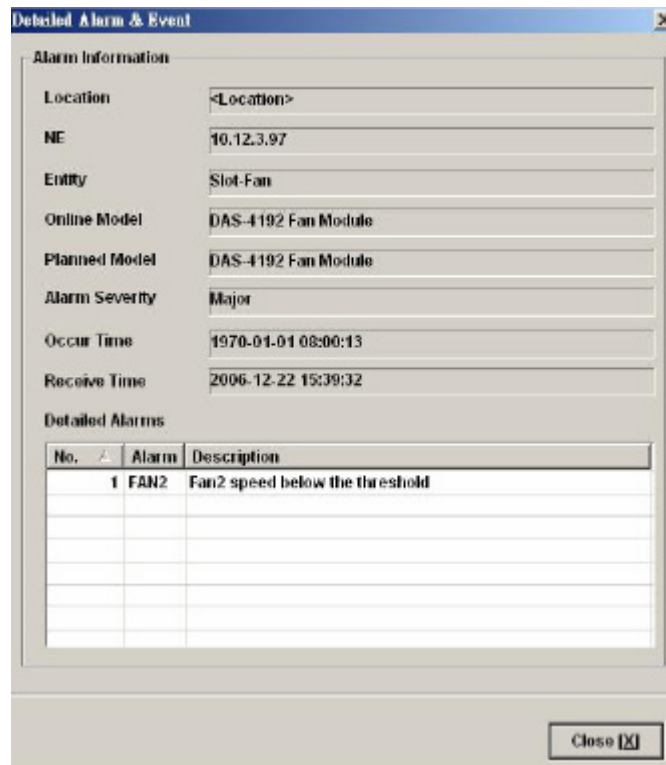 Detailed Alarm & Event
Alarm Information
Location <Location>
NE 10.12.3.97
Entity Slot-Fan
Online Model DAS-4192 Fan Module
Planned Model DAS-4192 Fan Module
Alarm Severity Major
Occur Time 1970-01-01 08:00:13
Receive Time 2006-12-22 15:39:32
Detailed Alarms
No. Alarm Description
1 FAN2 Fan2 speed below the threshold
Close [X]